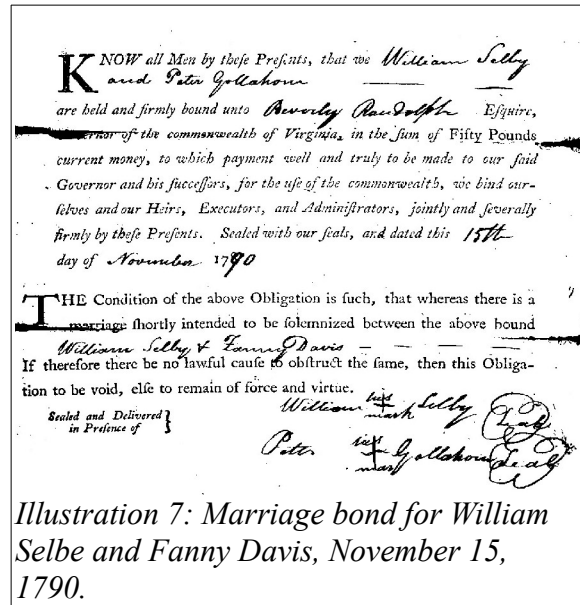 KNOW all Men by theſe Preſents, that we William Selby
and Peter Gollahorn
are held and firmly bound unto Beverly Randolph Eſquire,
Governor of the commonwealth of Virginia, in the ſum of Fifty Pounds
current money, to which payment well and truly to be made to our ſaid
Governor and his ſucceſſors, for the uſe of the commonwealth, we bind our-
ſelves and our Heirs, Executors, and Adminiſtrators, jointly and ſeverally
firmly by theſe Preſents. Sealed with our ſeals, and dated this 15th
day of November 1790
THE Condition of the above Obligation is ſuch, that whereas there is a
marriage ſhortly intended to be ſolemnized between the above bound
William Selby & Fanny Davis
If therefore there be no lawful cauſe to obſtruct the ſame, then this Obliga-
tion to be void, elſe to remain of force and virtue.
William his mark Selby Seal
Sealed and Delivered
in Preſence of }
his mark Gollahorn Seal
Illustration 7: Marriage bond for William
Selbe and Fanny Davis, November 15,
1790.